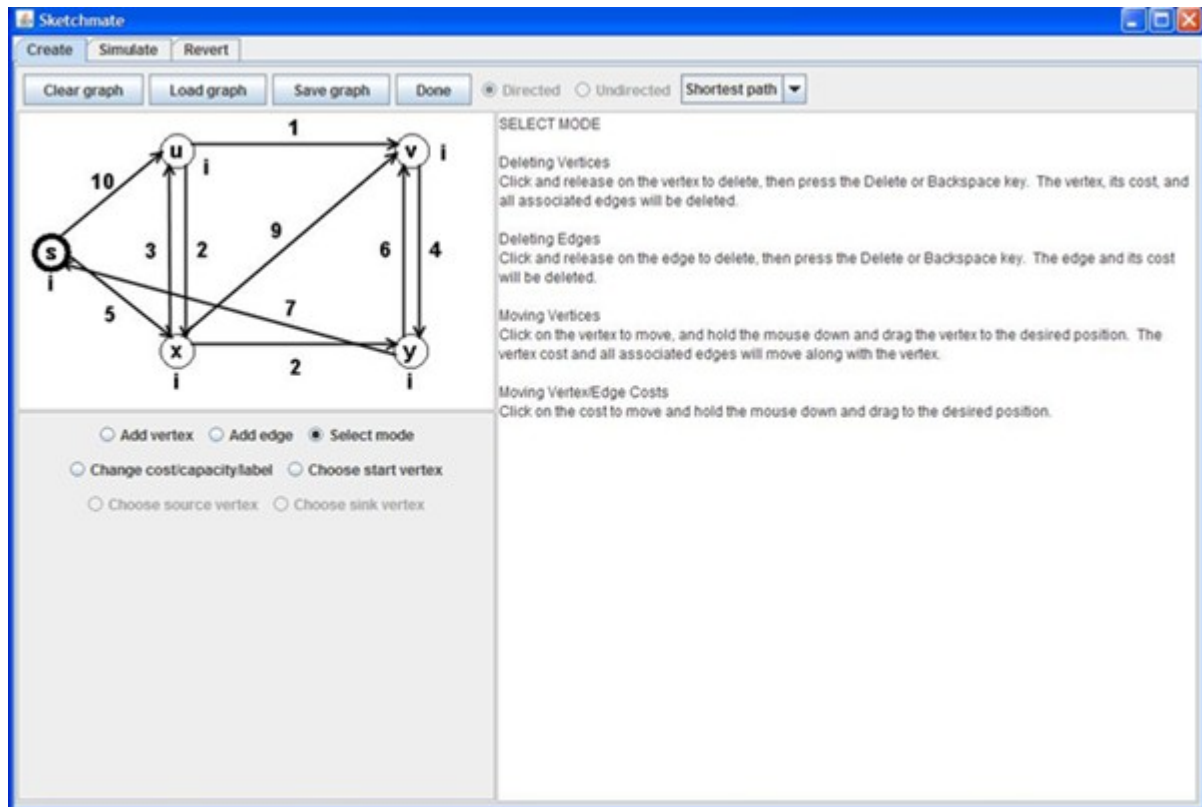 Sketchmate
Create Simulate Revert
Clear graph Load graph Save graph Done Directed Undirected Shortest path
1
u
v
i
i
10
9
3
2
6
4
s
i
7
5
x
y
2
i
i
SELECT MODE
Deleting Vertices
Click and release on the vertex to delete, then press the Delete or Backspace key. The vertex, its cost, and
all associated edges will be deleted.
Deleting Edges
Click and release on the edge to delete, then press the Delete or Backspace key. The edge and its cost
will be deleted.
Moving Vertices
Click on the vertex to move, and hold the mouse down and drag the vertex to the desired position. The
vertex cost and all associated edges will move along with the vertex.
Moving Vertex/Edge Costs
Click on the cost to move and hold the mouse down and drag to the desired position.
Add vertex Add edge Select mode
Change cost/capacity/label Choose start vertex
Choose source vertex Choose sink vertex